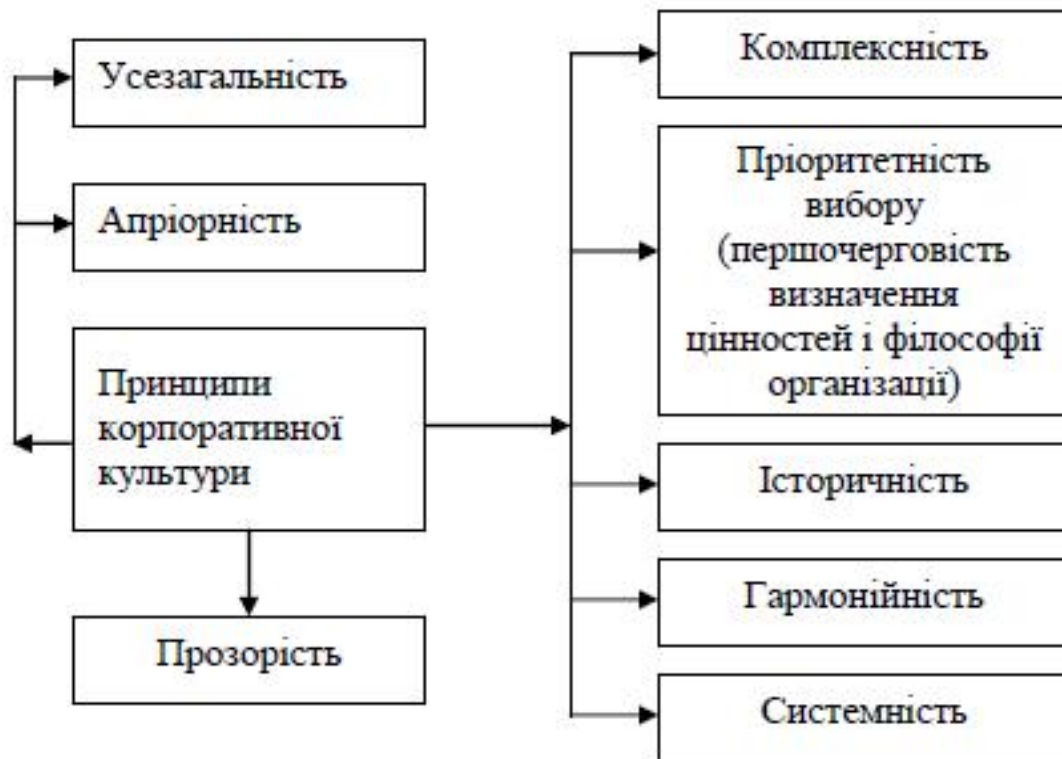 Усезагальність
Апріорність
Принципи
корпоративної
культури
Прозорість
Комплексність
Пріоритетність
вибору
(першочерговість
визначення
цінностей і філософії
організації)
Історичність
Гармонійність
Системність